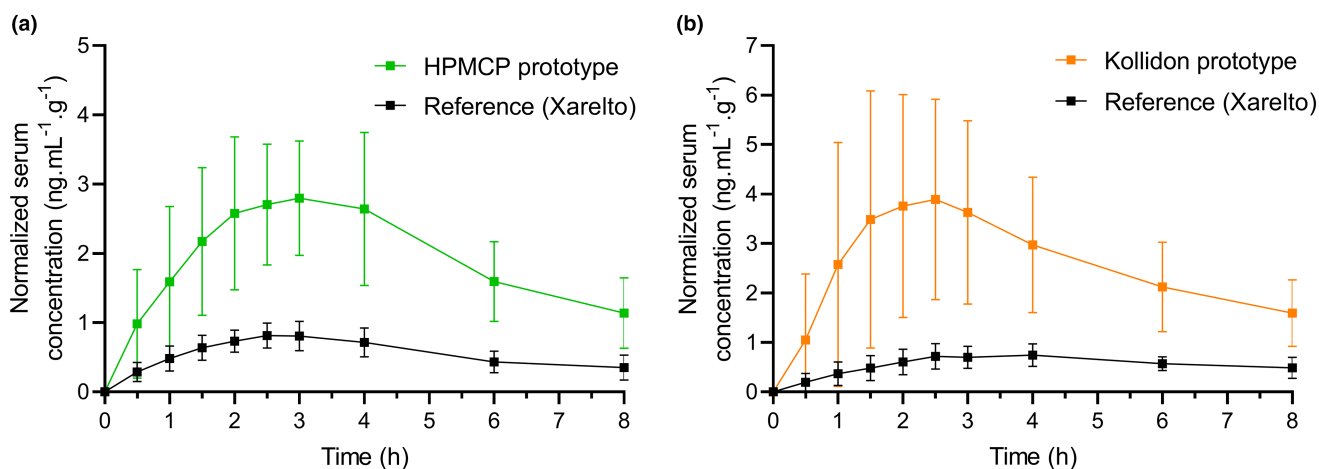 (a)
Normalized serum
concentration (ng.mL⁻¹.g⁻¹)
5
4
3
2
1
0
HPMCP prototype
Reference (Xarelto)
0 1 2 3 4 5 6 7 8
Time (h)
(b)
Normalized serum
concentration (ng.mL⁻¹.g⁻¹)
7
6
5
4
3
2
1
0
Kollidon prototype
Reference (Xarelto)
0 1 2 3 4 5 6 7 8
Time (h)